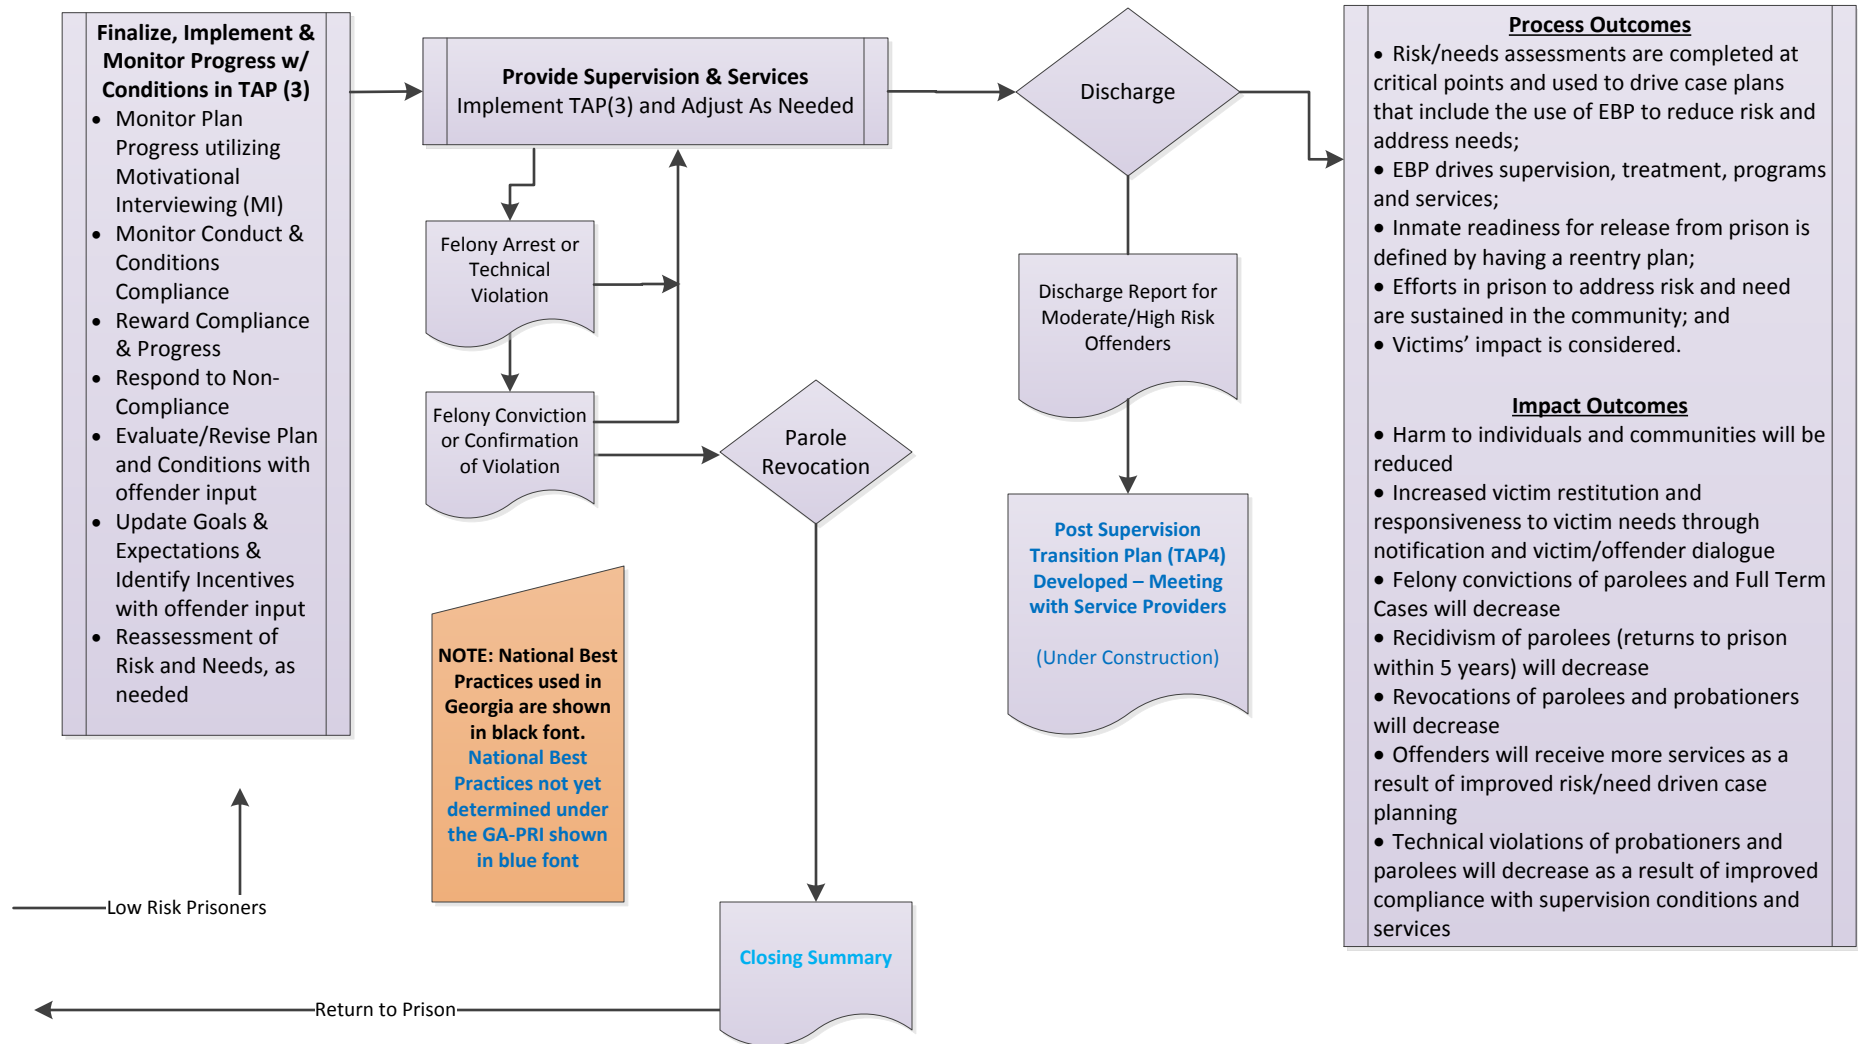 Finalize, Implement &
Monitor Progress w/
Conditions in TAP (3)
• Monitor Plan
Progress utilizing
Motivational
Interviewing (MI)
• Monitor Conduct &
Conditions
Compliance
• Reward Compliance
& Progress
• Respond to Non-
Compliance
• Evaluate/Revise Plan
and Conditions with
offender input
• Update Goals &
Expectations &
Identify Incentives
with offender input
• Reassessment of
Risk and Needs, as
needed
Low Risk Prisoners
Provide Supervision & Services
Implement TAP(3) and Adjust As Needed
Felony Arrest or
Technical
Violation
Felony Conviction
or Confirmation
of Violation
Parole
Revocation
NOTE: National Best
Practices used in
Georgia are shown
in black font.
National Best
Practices not yet
determined under
the GA-PRI shown
in blue font
Closing Summary
Return to Prison
Discharge
Discharge Report for
Moderate/High Risk
Offenders
Post Supervision
Transition Plan (TAP4)
Developed – Meeting
with Service Providers
(Under Construction)
Process Outcomes
• Risk/needs assessments are completed at
critical points and used to drive case plans
that include the use of EBP to reduce risk and
address needs;
• EBP drives supervision, treatment, programs
and services;
• Inmate readiness for release from prison is
defined by having a reentry plan;
• Efforts in prison to address risk and need
are sustained in the community; and
• Victims’ impact is considered.
Impact Outcomes
• Harm to individuals and communities will be
reduced
• Increased victim restitution and
responsiveness to victim needs through
notification and victim/offender dialogue
• Felony convictions of parolees and Full Term
Cases will decrease
• Recidivism of parolees (returns to prison
within 5 years) will decrease
• Revocations of parolees and probationers
will decrease
• Offenders will receive more services as a
result of improved risk/need driven case
planning
• Technical violations of probationers and
parolees will decrease as a result of improved
compliance with supervision conditions and
services